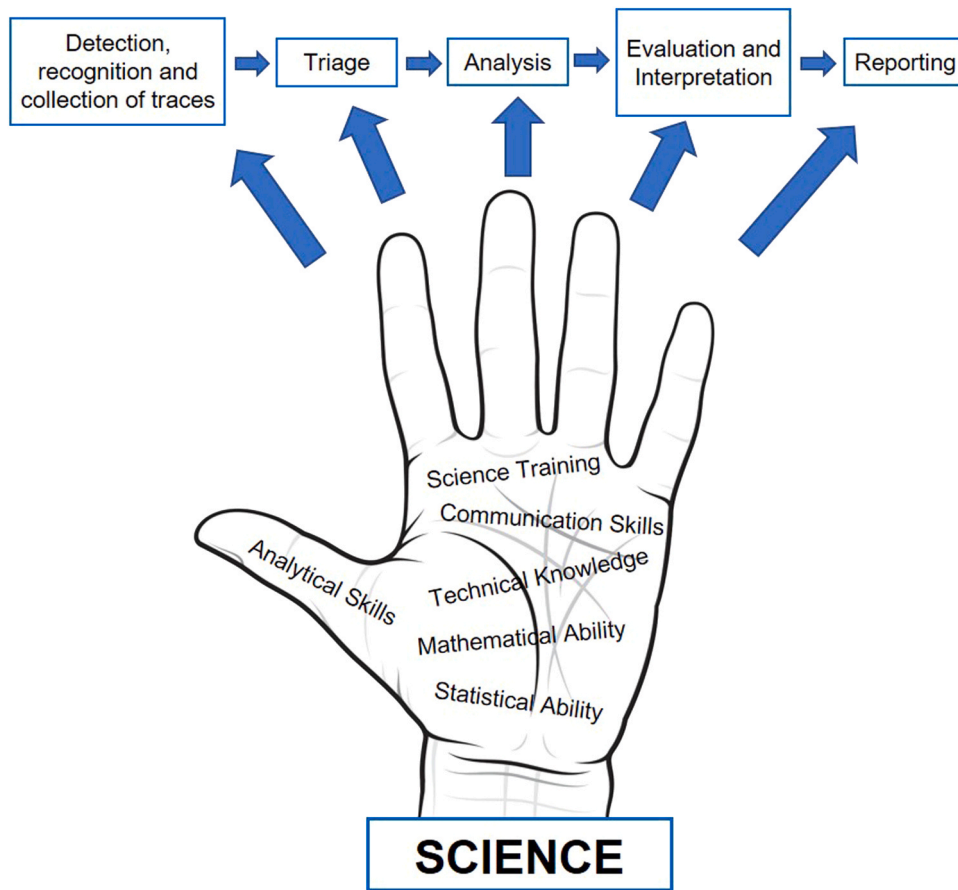 Detection,
recognition and
collection of traces
Triage
Analysis
Evaluation and
Interpretation
Reporting
Science Training
Communication Skills
Technical Knowledge
Mathematical Ability
Statistical Ability
Analytical Skills
SCIENCE